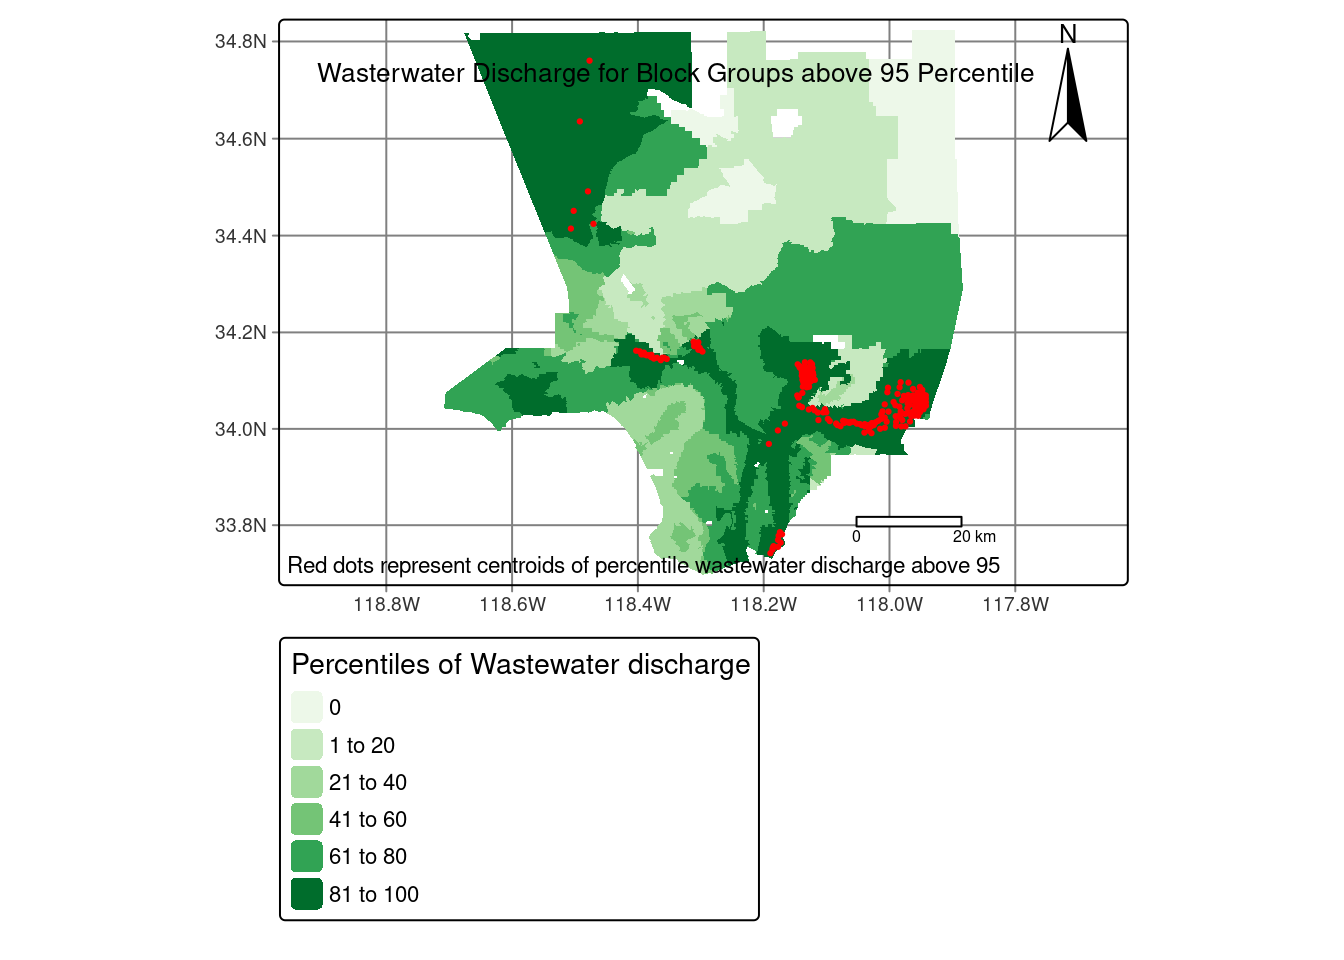 N
Wasterwater Discharge for Block Groups above 95 Percentile
34.8N
34.6N
34.4N
34.2N
34.0N
33.8N
0 20 km
Red dots represent centroids of percentile wastewater discharge above 95
118.8W 118.6W 118.4W 118.2W 118.0W 117.8W
Percentiles of Wastewater discharge
0
1 to 20
21 to 40
41 to 60
61 to 80
81 to 100